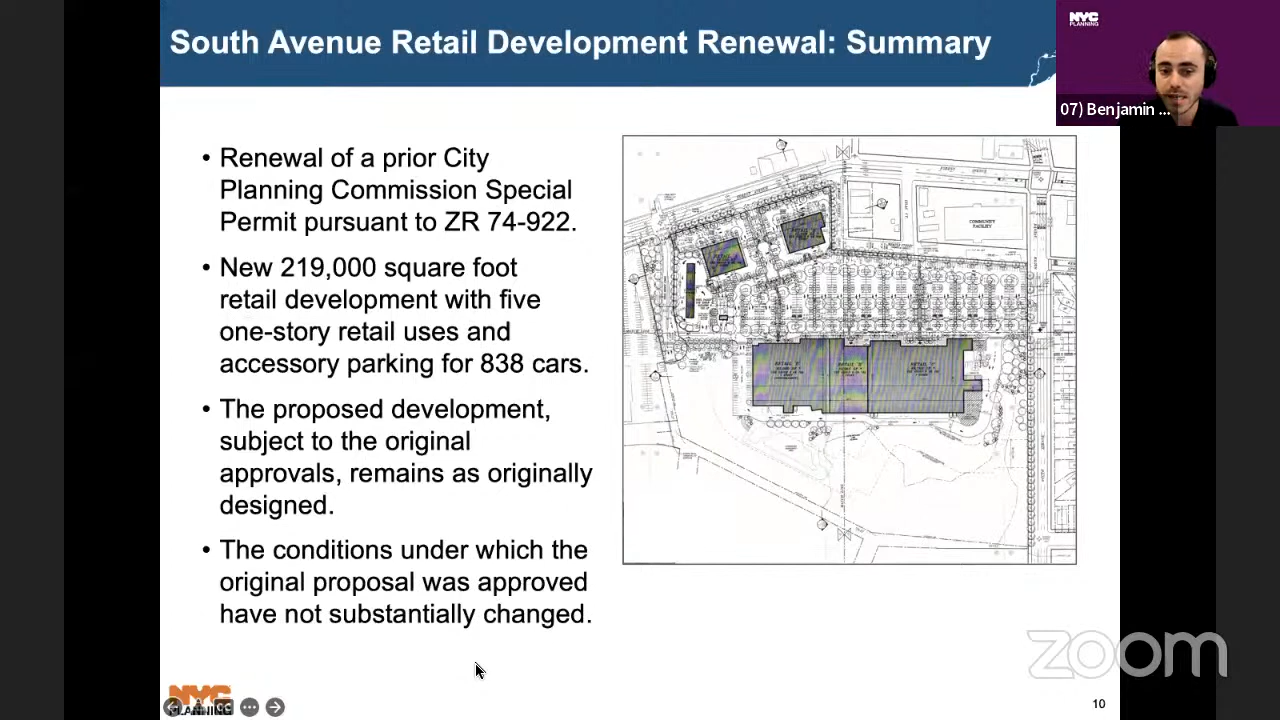 South Avenue Retail Development Renewal: Summary
NYC
PLANNING
07) Benjamin ...
• Renewal of a prior City
Planning Commission Special
Permit pursuant to ZR 74-922.
• New 219,000 square foot
retail development with five
one-story retail uses and
accessory parking for 838 cars.
• The proposed development,
subject to the original
approvals, remains as originally
designed.
• The conditions under which the
original proposal was approved
have not substantially changed.
COMMUNITY
FACILITY
zoom
NYC
PLANNING
10